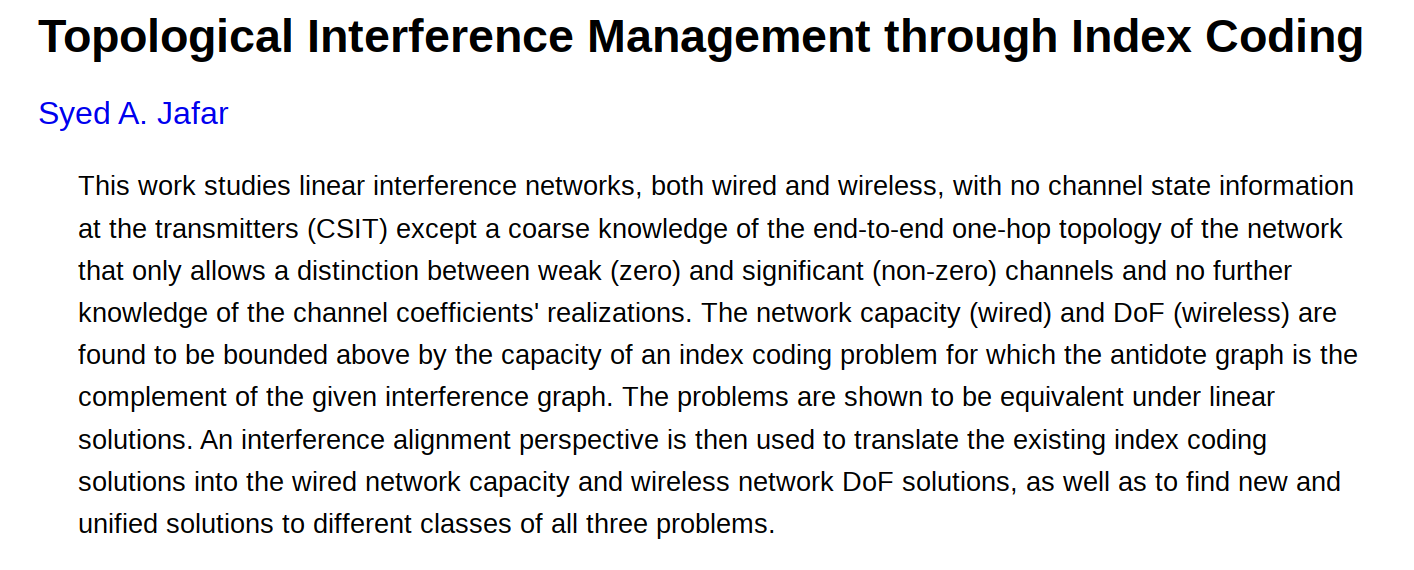 Topological Interference Management through Index Coding
Syed A. Jafar
This work studies linear interference networks, both wired and wireless, with no channel state information
at the transmitters (CSIT) except a coarse knowledge of the end-to-end one-hop topology of the network
that only allows a distinction between weak (zero) and significant (non-zero) channels and no further
knowledge of the channel coefficients' realizations. The network capacity (wired) and DoF (wireless) are
found to be bounded above by the capacity of an index coding problem for which the antidote graph is the
complement of the given interference graph. The problems are shown to be equivalent under linear
solutions. An interference alignment perspective is then used to translate the existing index coding
solutions into the wired network capacity and wireless network DoF solutions, as well as to find new and
unified solutions to different classes of all three problems.